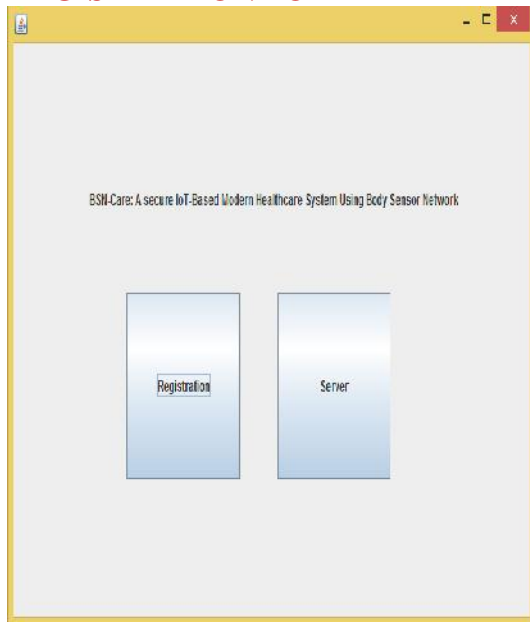 BSN-Care: A secure IoT-Based Modern Healthcare System Using Body Sensor Network
Registration
Server